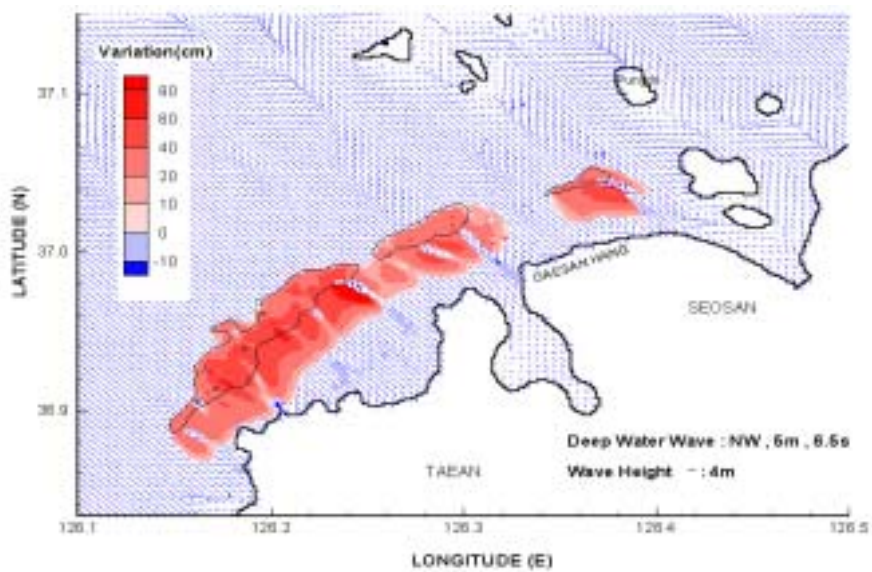 Variation(cm)
80
60
40
20
10
0
-10
37.1
37.0
36.9
LATITUDE (N)
DAESAN HANG
SEOSAN
TAEAN
Deep Water Wave : NW , 5m , 6.5s
Wave Height - : 4m
126.1 126.2 126.3 126.4 126.5
LONGITUDE (E)